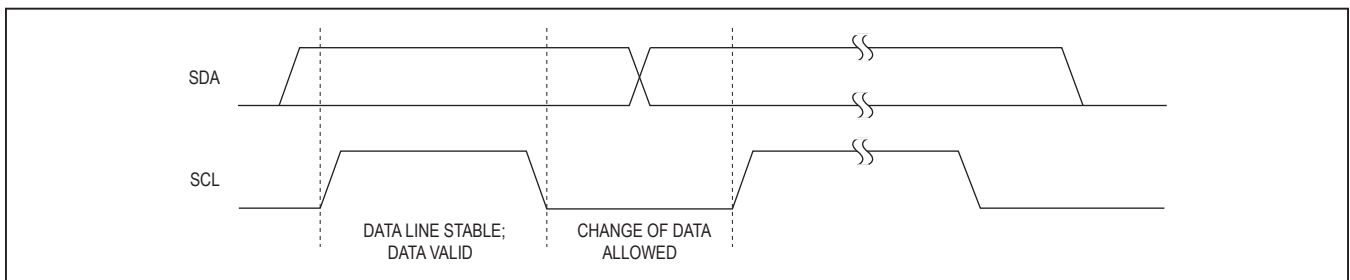 SDA
SCL
DATA LINE STABLE;
DATA VALID
CHANGE OF DATA
ALLOWED